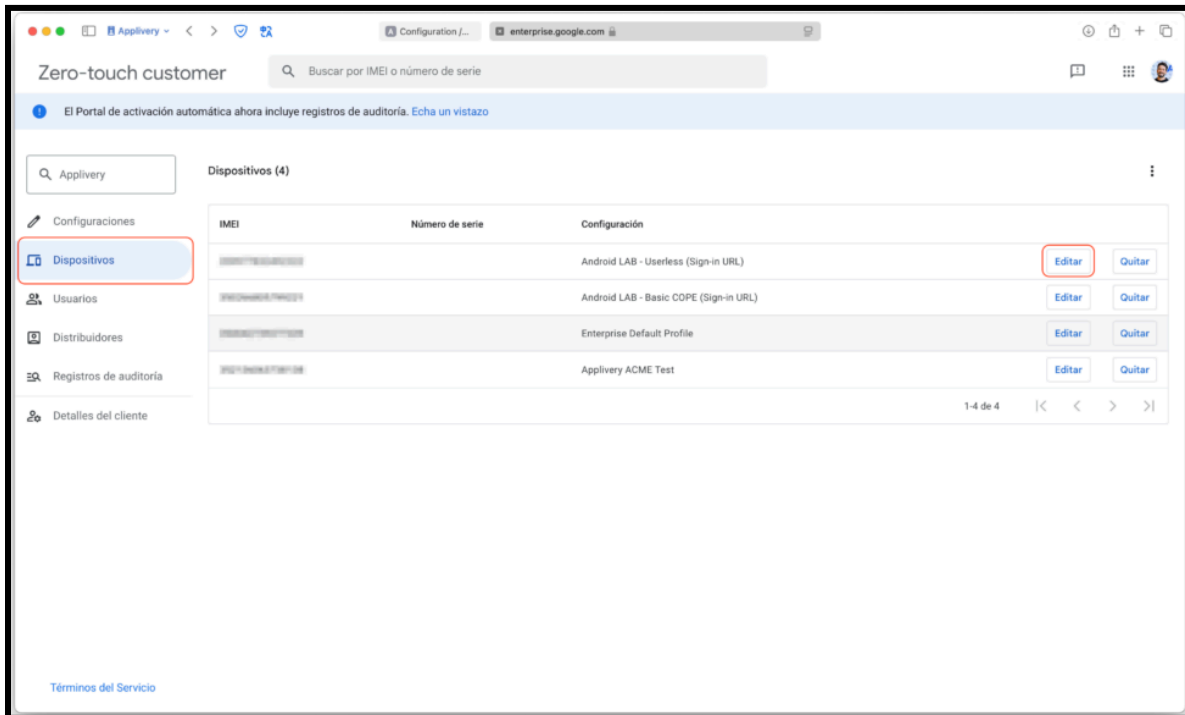 Applivery
Configuration /...
enterprise.google.com
Zero-touch customer
Buscar por IMEI o número de serie
El Portal de activación automática ahora incluye registros de auditoría. Echa un vistazo
Applivery
Dispositivos (4)
Configuraciones
Dispositivos
Usuarios
Distribuidores
Registros de auditoría
Detalles del cliente
IMEI Número de serie Configuración
Android LAB - Userless (Sign-in URL) Editar Quitar
Android LAB - Basic COPE (Sign-in URL) Editar Quitar
Enterprise Default Profile Editar Quitar
Applivery ACME Test Editar Quitar
1-4 de 4
Términos del Servicio